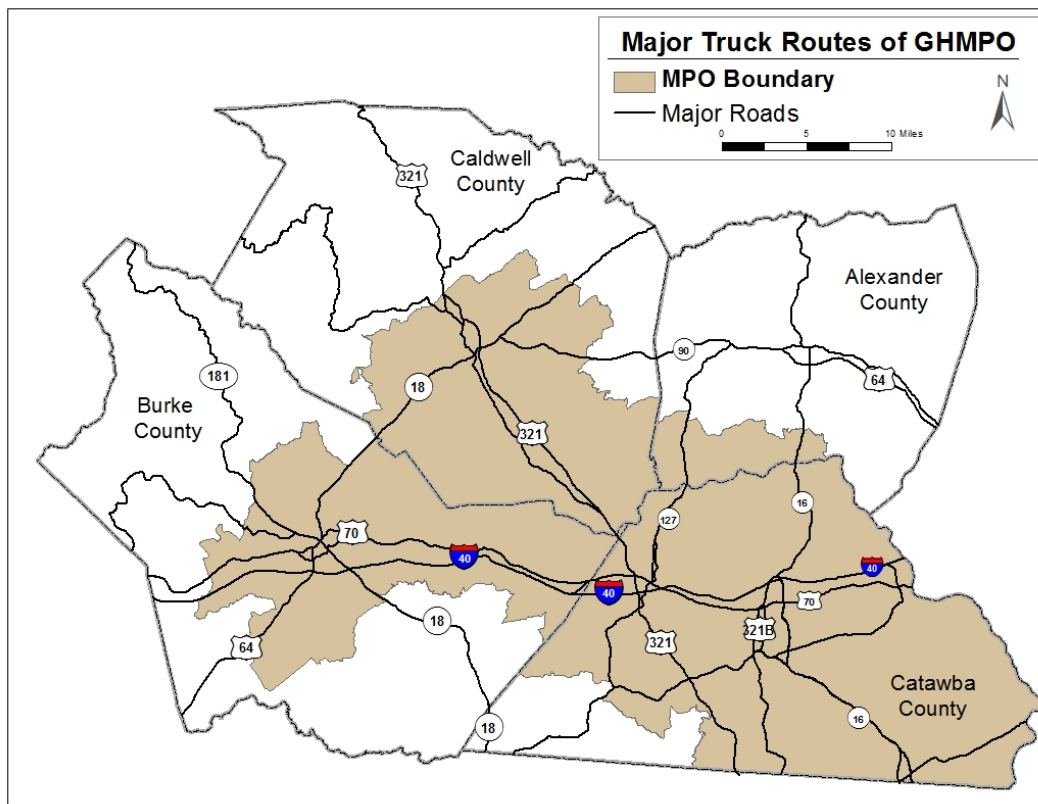 Major Truck Routes of GHMPO
MPO Boundary
Major Roads
N
0 5 10 Miles
Caldwell
County
321
Alexander
County
181
Burke
County
18
90
64
321
70
40
127
16
40
40
70
18
64
321
321B
Catawba
County
18
16